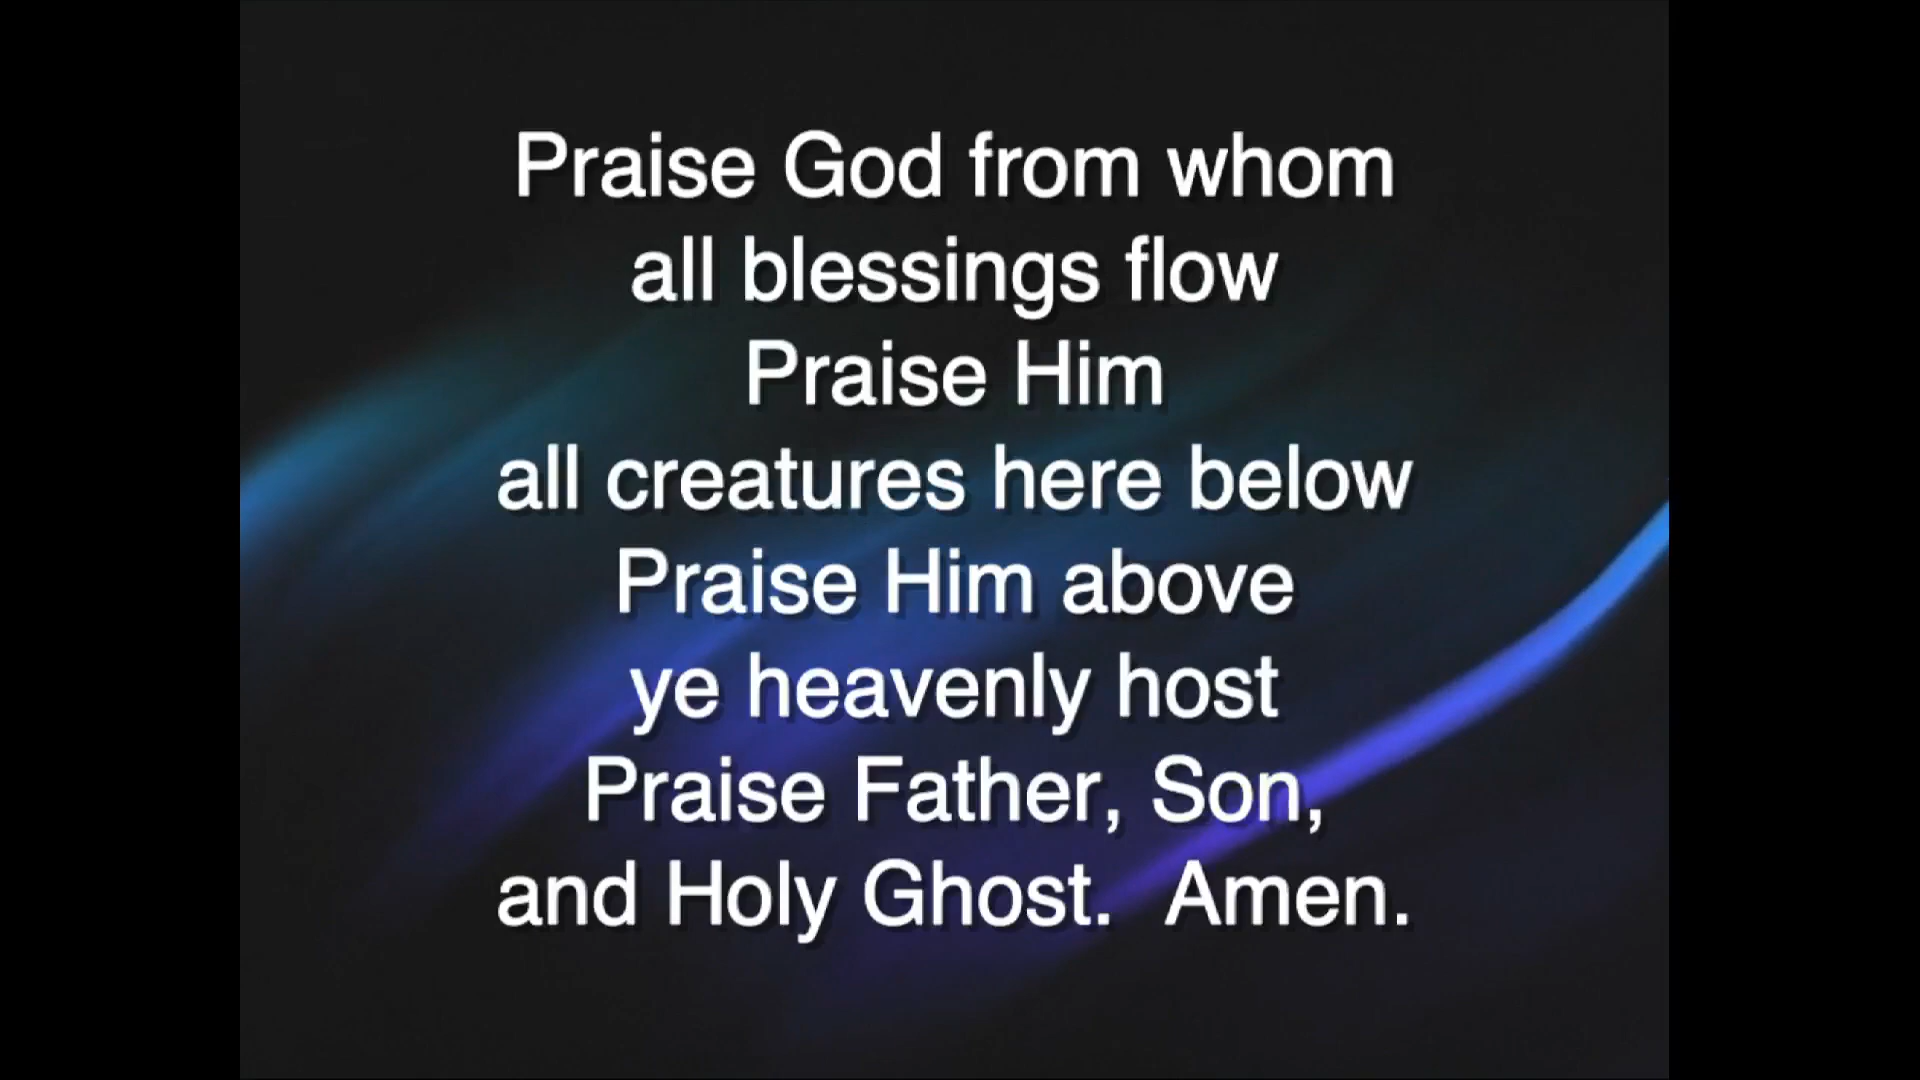 Praise God from whom
all blessings flow
Praise Him
all creatures here below
Praise Him above
ye heavenly host
Praise Father, Son,
and Holy Ghost.  Amen.